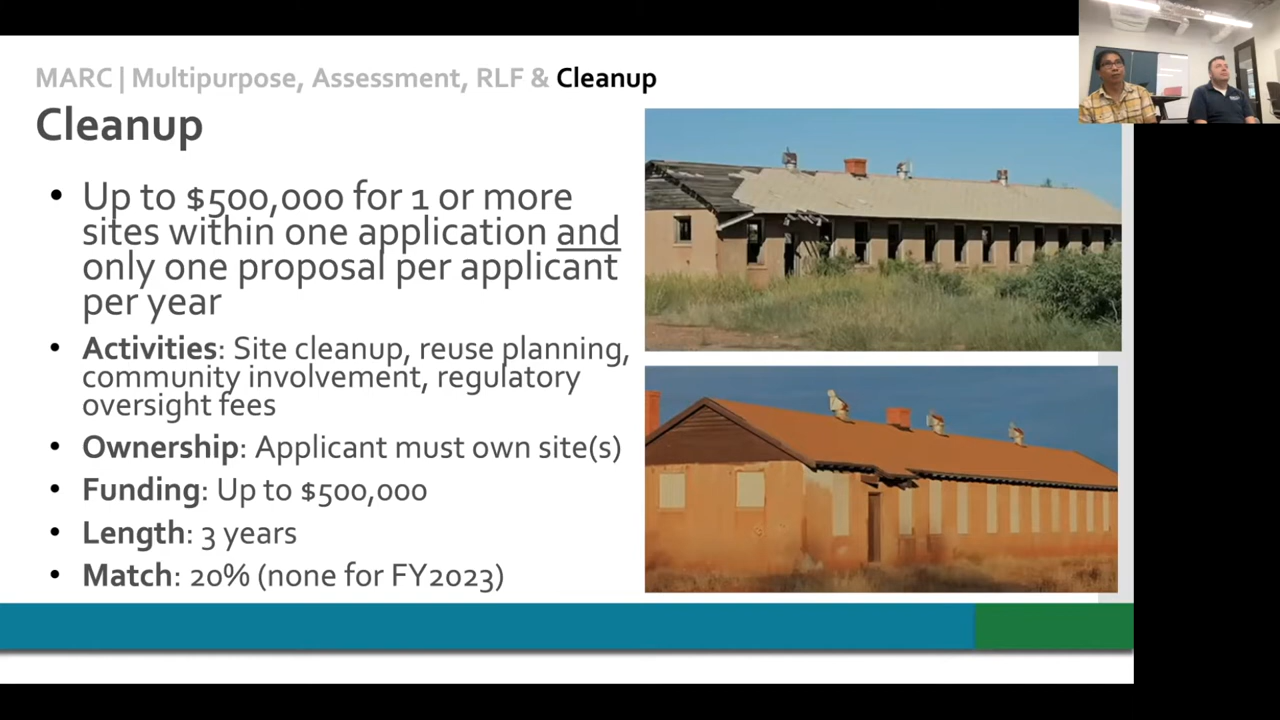 MARC | Multipurpose, Assessment, RLF & Cleanup
Cleanup
• Up to $500,000 for 1 or more
sites within one application and
only one proposal per applicant
per year
• Activities: Site cleanup, reuse planning,
community involvement, regulatory
oversight fees
• Ownership: Applicant must own site(s)
• Funding: Up to $500,000
• Length: 3 years
• Match: 20% (none for FY2023)